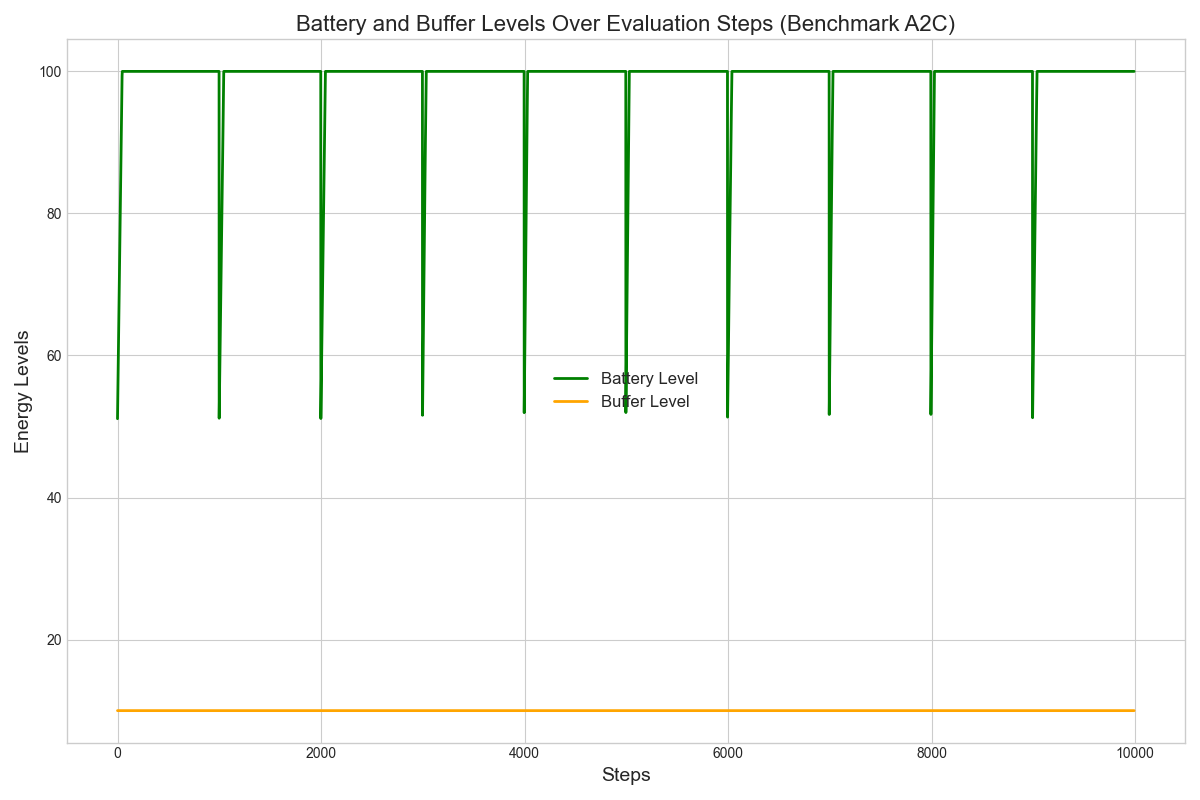 Battery and Buffer Levels Over Evaluation Steps (Benchmark A2C)
Energy Levels
100
80
60
40
20
Battery Level
Buffer Level
0
2000
4000
6000
8000
10000
Steps